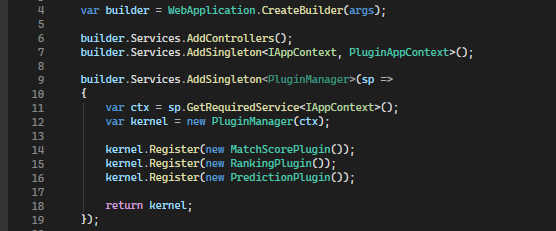 4 var builder = WebApplication.CreateBuilder(args);
5
6 builder.Services.AddControllers();
7 builder.Services.AddSingleton<IAppContext, PluginAppContext>();
8
9 builder.Services.AddSingleton<PluginManager>(sp =>
10 {
11 var ctx = sp.GetRequiredService<IAppContext>();
12 var kernel = new PluginManager(ctx);
13
14 kernel.Register(new MatchScorePlugin());
15 kernel.Register(new RankingPlugin());
16 kernel.Register(new PredictionPlugin());
17
18 return kernel;
19 });